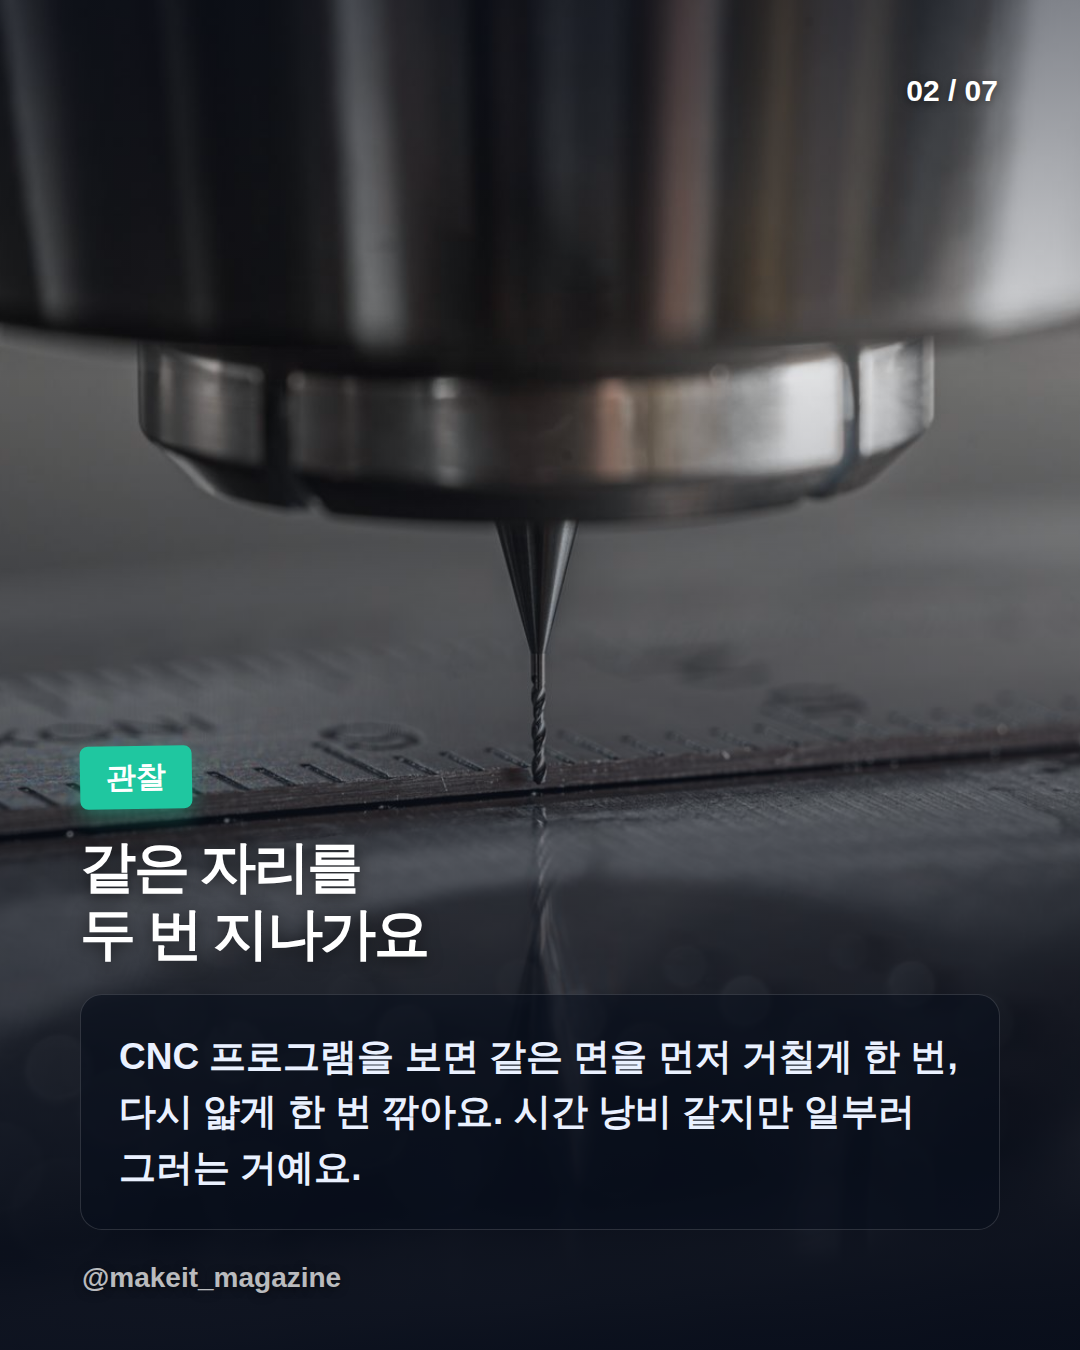 02 / 07
관찰
같은 자리를
두 번 지나가요
CNC 프로그램을 보면 같은 면을 먼저 거칠게 한 번,
다시 얇게 한 번 깎아요. 시간 낭비 같지만 일부러
그러는 거예요.
@makeit_magazine